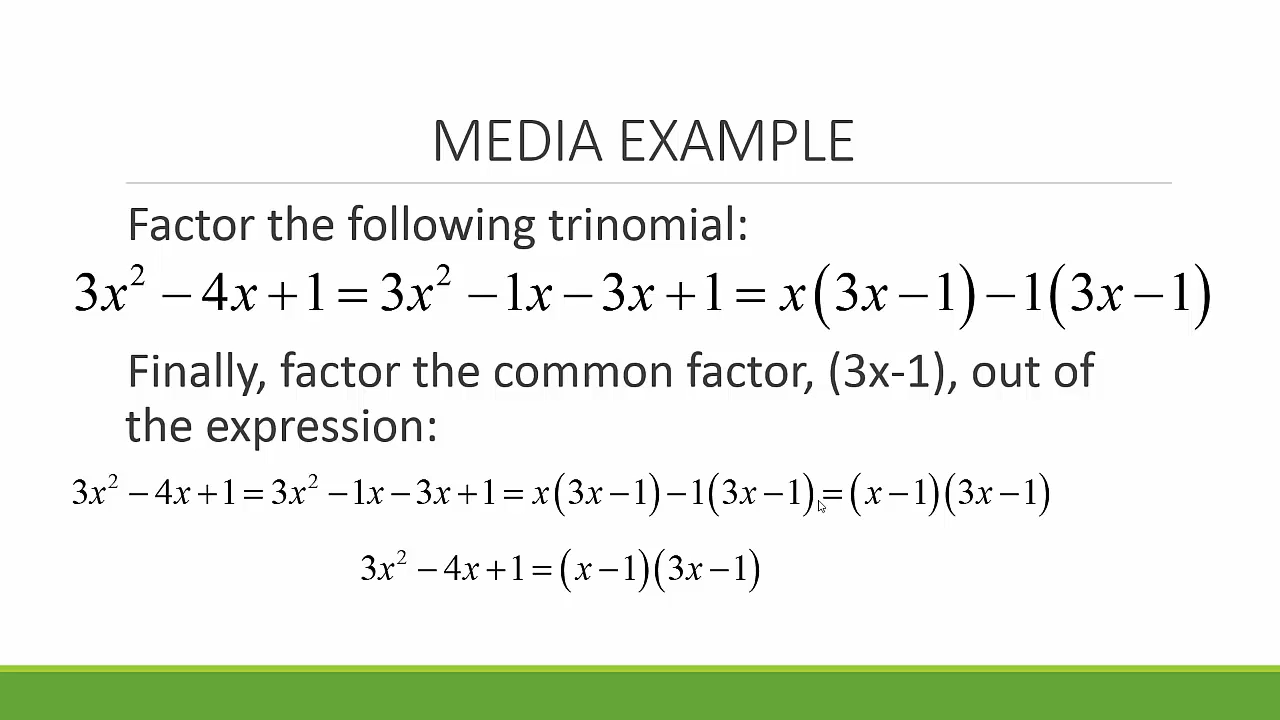 MEDIA EXAMPLE
Factor the following trinomial:
3x² − 4x + 1 = 3x² − 1x − 3x + 1 = x(3x − 1) − 1(3x − 1)
Finally, factor the common factor, (3x-1), out of
the expression:
3x² − 4x + 1 = 3x² − 1x − 3x + 1 = x(3x − 1) − 1(3x − 1) = (x − 1)(3x − 1)
3x² − 4x + 1 = (x − 1)(3x − 1)